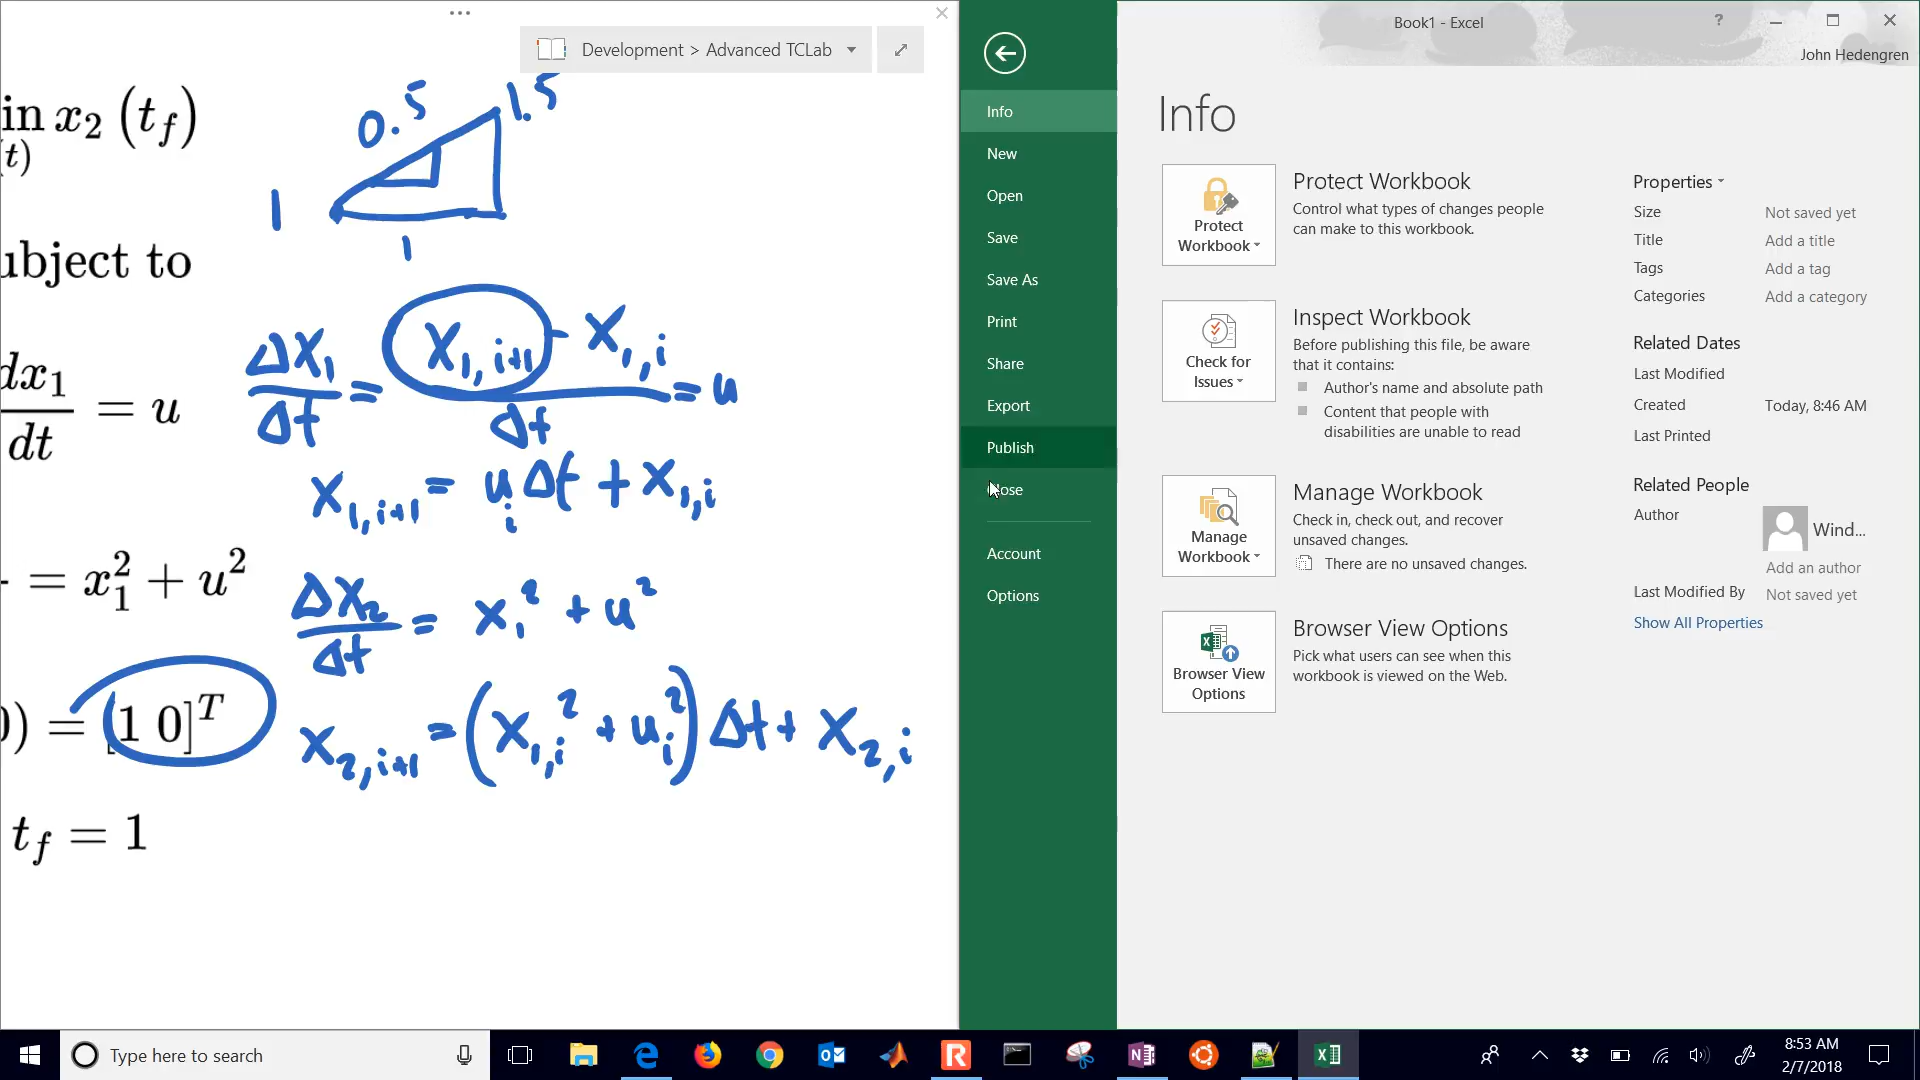 ...
Development > Advanced TCLab
in x₂ (t_f)
(t)
0.5
1.5
1
1
ubject to
dx₁/dt = u
Δx₁/Δt = (x₁,ᵢ₊₁ - x₁,ᵢ)/Δt = u
x₁,ᵢ₊₁ = uᵢ Δt + x₁,ᵢ
= x₁² + u²
Δx₂/Δt = x₁² + u²
) = [1 0]ᵀ
x₂,ᵢ₊₁ = (x₁,ᵢ² + uᵢ²) Δt + x₂,ᵢ
t_f = 1
Info
New
Open
Save
Save As
Print
Share
Export
Publish
Account
Options
Book1 - Excel
?
John Hedengren
Info
Protect Workbook
Protect Workbook
Control what types of changes people
can make to this workbook.
Check for Issues
Inspect Workbook
Before publishing this file, be aware
that it contains:
Author's name and absolute path
Content that people with
disabilities are unable to read
Manage Workbook
Manage Workbook
Check in, check out, and recover
unsaved changes.
There are no unsaved changes.
Browser View Options
Browser View Options
Pick what users can see when this
workbook is viewed on the Web.
Properties
Size Not saved yet
Title Add a title
Tags Add a tag
Categories Add a category
Related Dates
Last Modified
Created Today, 8:46 AM
Last Printed
Related People
Author Wind...
Add an author
Last Modified By Not saved yet
Show All Properties
Type here to search
8:53 AM
2/7/2018